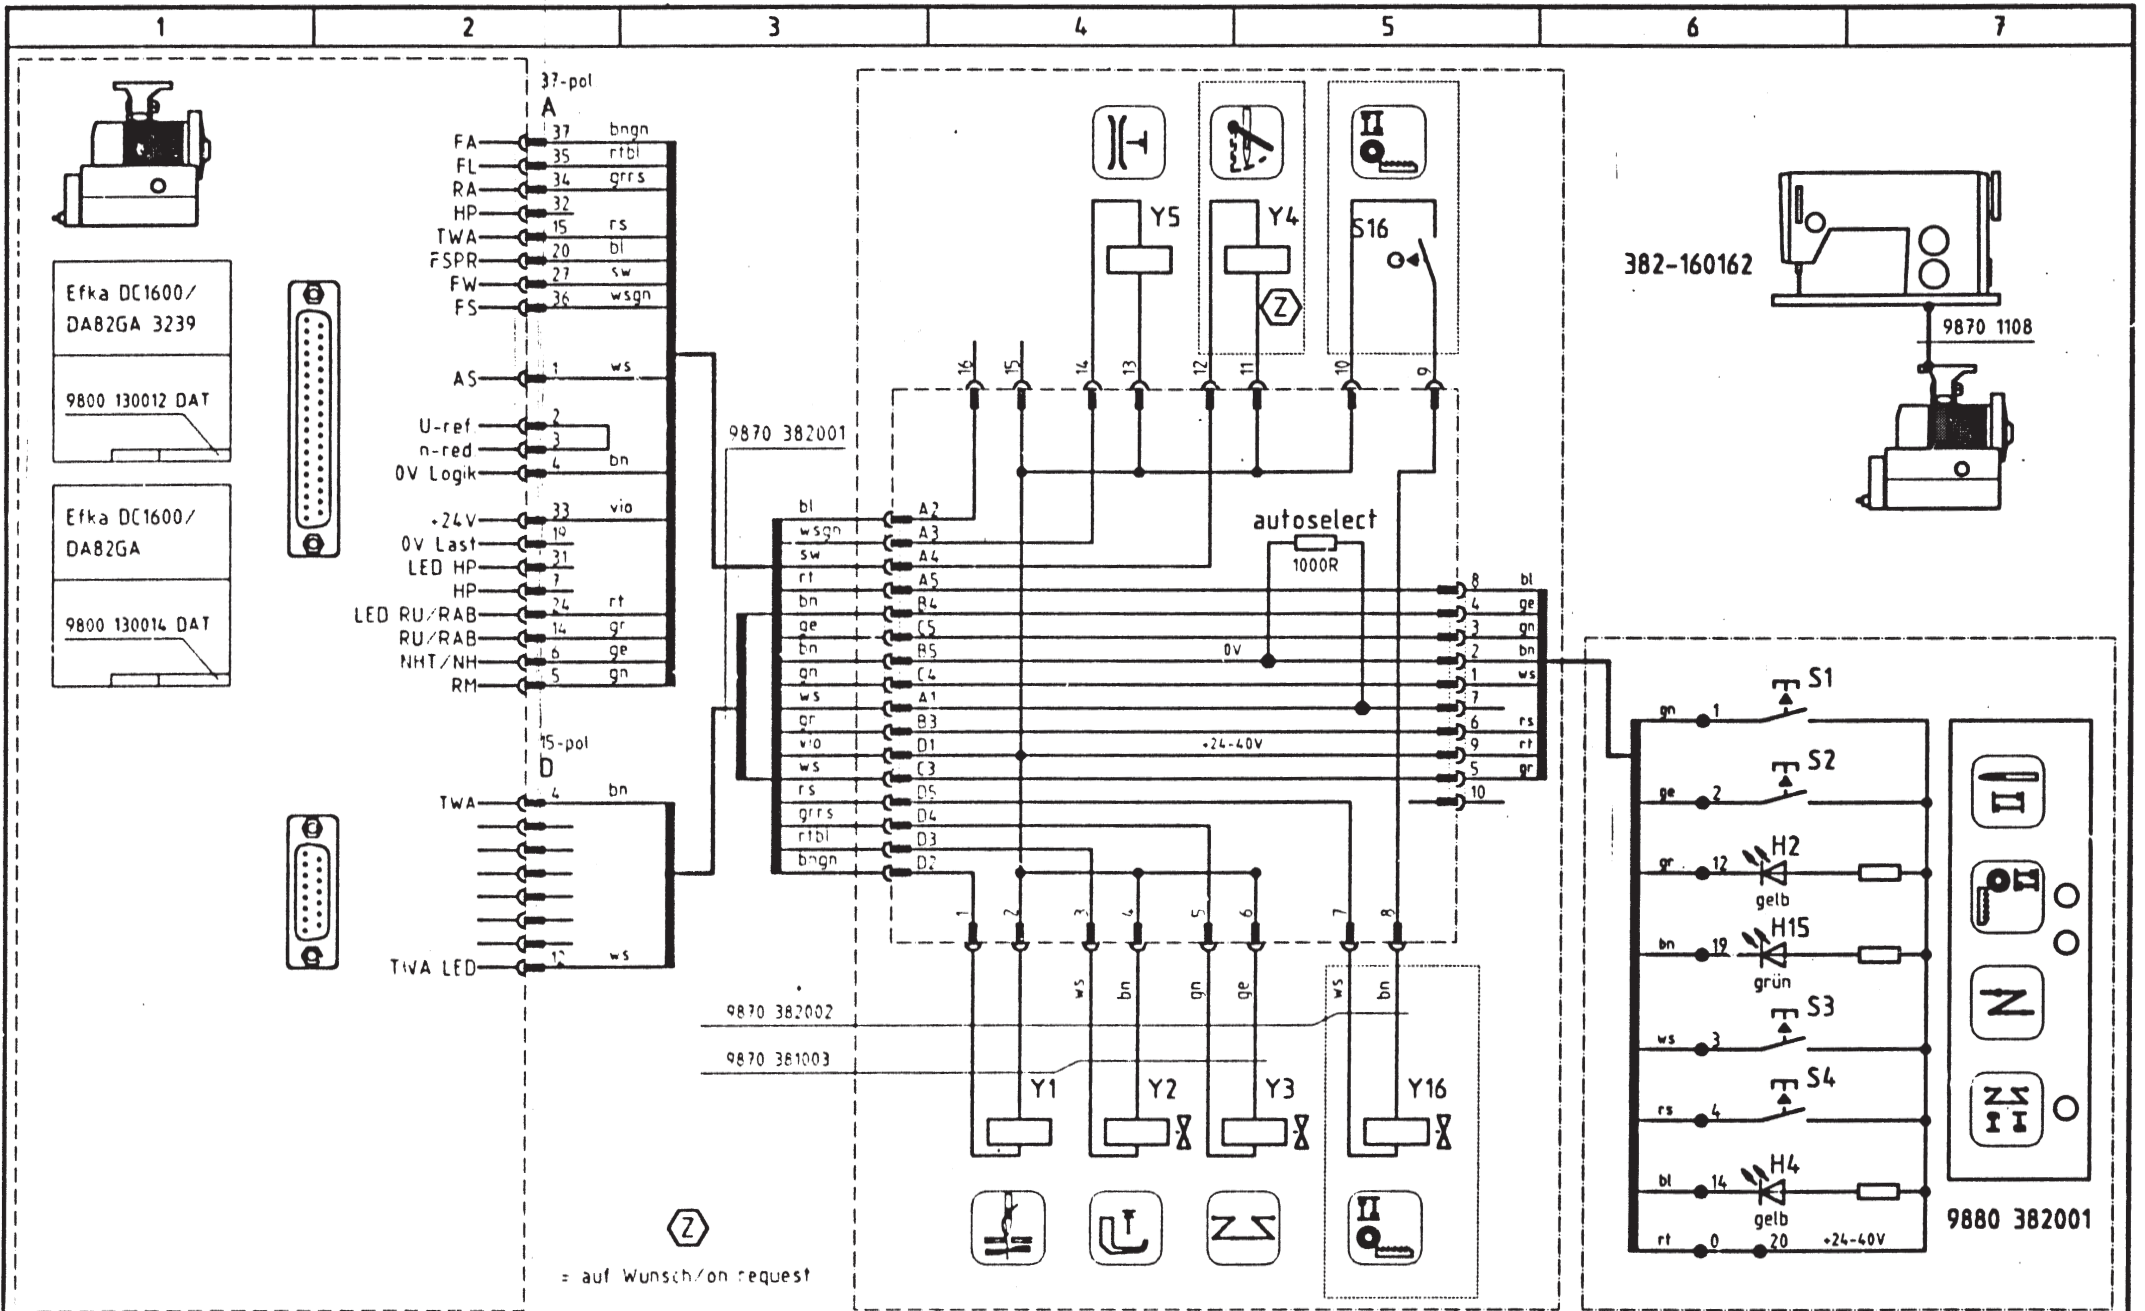 1 2 3 4 5 6 7
37-pol
A
FA 37 bngn
FL 35 rtbl
RA 34 grrs
HP 32
TWA 15 rs
FSPR 20 bl
FW 27 sw
FS 36 wsgn
AS 1 ws
U-ref 2
n-red 3
0V Logik 4 bn
+24V 33 vio
0V Last 19
LED HP 31
HP 7
LED RU/RAB 24 rt
RU/RAB 14 gr
NHT/NH 6 ge
RM 5 gn
15-pol
D
TWA 4 bn
TWA LED 12 ws
Efka DC1600/
DA82GA 3239
9800 130012 DAT
Efka DC1600/
DA82GA
9800 130014 DAT
9870 382001
9870 382002
9870 381003
Z
= auf Wunsch/on request
Y5
Y4
Z
S16
16 15 14 13 12 11 10 9
bl A2
wsgn A3
sw A4
rt A5
bn B4
ge C5
bn B5
gn C4
ws A1
gr B3
vio D1
ws C3
rs D5
grrs D4
rtbl D3
bngn D2
autoselect
1000R
0V
+24-40V
8 bl
4 ge
3 gn
2 bn
1 ws
7
6 rs
9 rt
5 gr
10
1 2 3 4 5 6 7 8
ws bn gn ge ws bn
Y1 Y2 Y3 Y16
382-160162
9870 1108
gn 1 S1
ge 2 S2
gr 12 H2
gelb
bn 19 H15
grün
ws 3 S3
rs 4 S4
bl 14 H4
gelb
rt 0 20 +24-40V
9880 382001